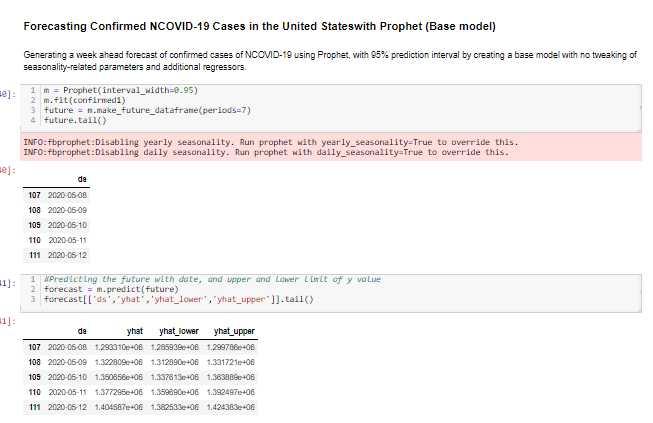 Forecasting Confirmed NCOVID-19 Cases in the United Stateswith Prophet (Base model)
Generating a week ahead forecast of confirmed cases of NCOVID-19 using Prophet, with 95% prediction interval by creating a base model with no tweaking of
seasonality-related parameters and additional regressors.
0]:
1 m = Prophet(interval_width=0.95)
2 m.fit(confirmed1)
3 future = m.make_future_dataframe(periods=7)
4 future.tail()
INFO:fbprophet:Disabling yearly seasonality. Run prophet with yearly_seasonality=True to override this.
INFO:fbprophet:Disabling daily seasonality. Run prophet with daily_seasonality=True to override this.
0]:
ds
107 2020-05-08
108 2020-05-09
109 2020-05-10
110 2020-05-11
111 2020-05-12
1]:
1 #Predicting the future with date, and upper and lower limit of y value
2 forecast = m.predict(future)
3 forecast[['ds','yhat','yhat_lower','yhat_upper']].tail()
1]:
ds yhat yhat_lower yhat_upper
107 2020-05-08 1.293310e+06 1.285939e+06 1.299786e+06
108 2020-05-09 1.322809e+06 1.312890e+06 1.331721e+06
109 2020-05-10 1.350656e+06 1.337613e+06 1.363889e+06
110 2020-05-11 1.377295e+06 1.359690e+06 1.392497e+06
111 2020-05-12 1.404587e+06 1.382533e+06 1.424383e+06